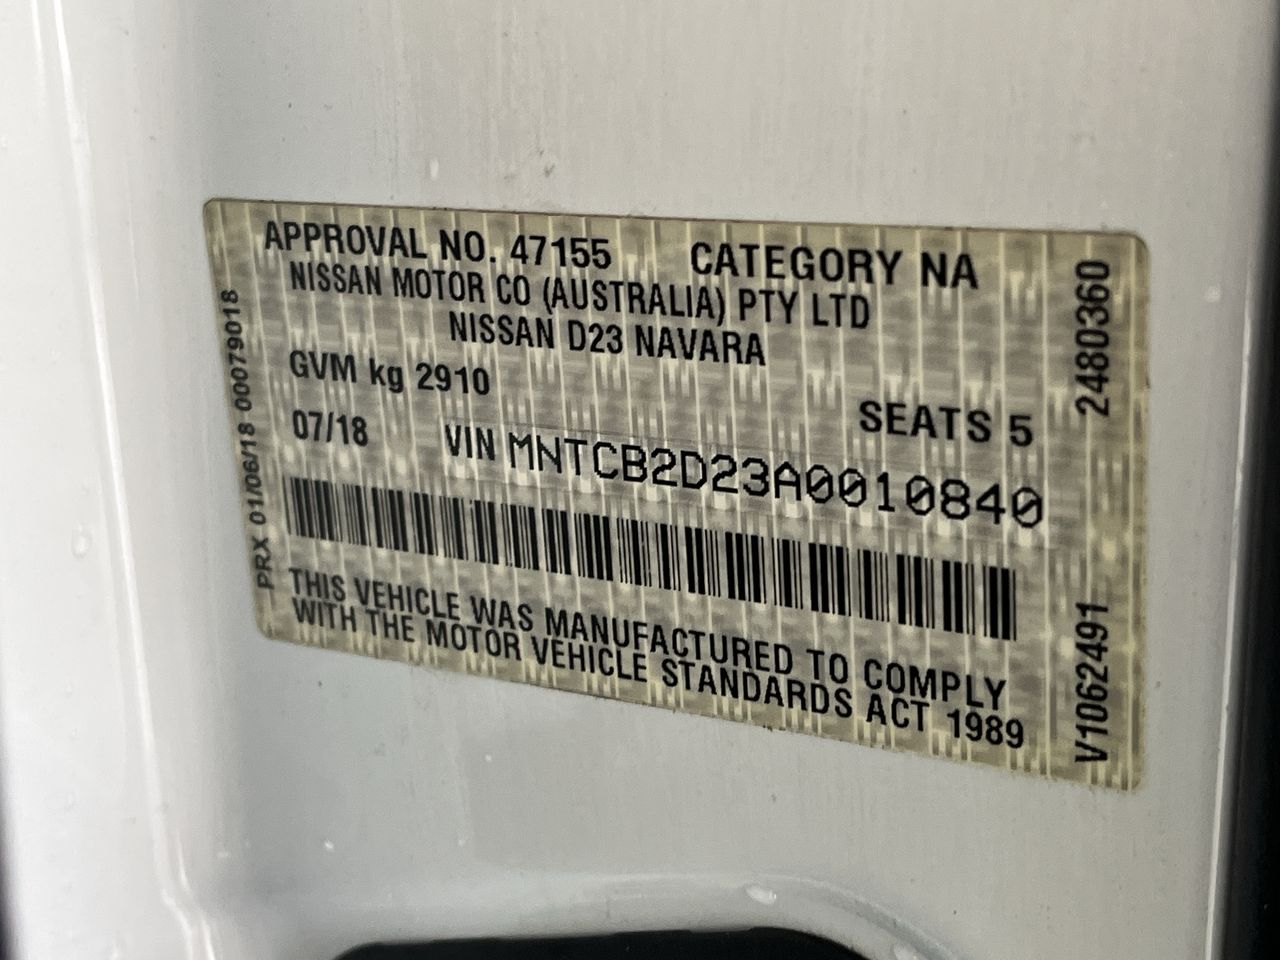 APPROVAL NO. 47155 CATEGORY NA
NISSAN MOTOR CO (AUSTRALIA) PTY LTD
NISSAN D23 NAVARA
GVM kg 2910
SEATS 5
07/18 VIN MNTCB2D23A0010840
THIS VEHICLE WAS MANUFACTURED TO COMPLY
WITH THE MOTOR VEHICLE STANDARDS ACT 1989
PRX 01/06/18 00079018
V10624911 2480360